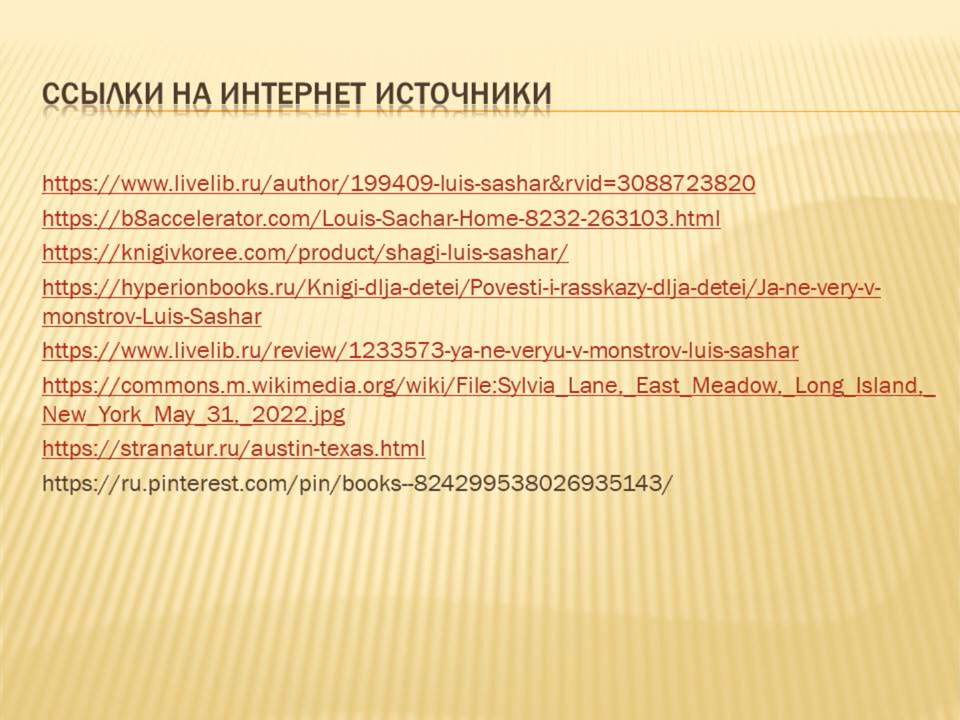 ССЫЛКИ НА ИНТЕРНЕТ ИСТОЧНИКИ
https://www.livelib.ru/author/199409-luis-sashar&rvid=3088723820
https://b8accelerator.com/Louis-Sachar-Home-8232-263103.html
https://knigivkoree.com/product/shagi-luis-sashar/
https://hyperionbooks.ru/Knigi-dlja-detei/Povesti-i-rasskazy-dlja-detei/Ja-ne-very-v-
monstrov-Luis-Sashar
https://www.livelib.ru/review/1233573-ya-ne-veryu-v-monstrov-luis-sashar
https://commons.m.wikimedia.org/wiki/File:Sylvia_Lane,_East_Meadow,_Long_Island,_
New_York_May_31,_2022.jpg
https://stranatur.ru/austin-texas.html
https://ru.pinterest.com/pin/books--824299538026935143/